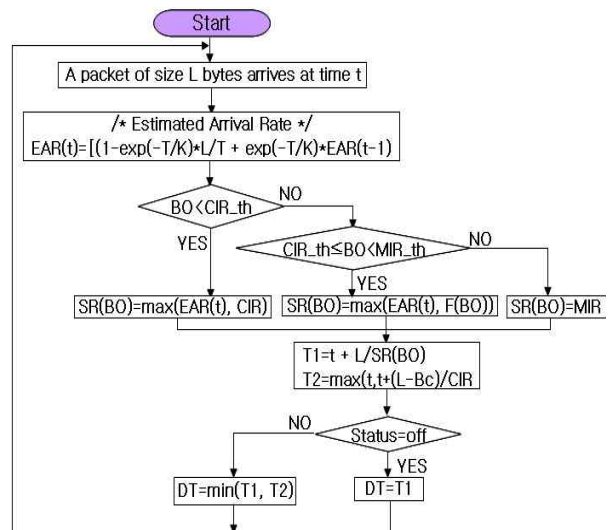 Start
A packet of size L bytes arrives at time t
/* Estimated Arrival Rate */
EAR(t)=[(1-exp(-T/K)*L/T + exp(-T/K)*EAR(t-1)
BO<CIR_th
NO
YES
CIR_th≤BO<MIR_th
NO
YES
SR(BO)=max(EAR(t), CIR)
SR(BO)=max(EAR(t), F(BO))
SR(BO)=MIR
T1=t + L/SR(BO)
T2=max(t,t+(L-Bc)/CIR
Status=off
NO
YES
DT=min(T1, T2)
DT=T1